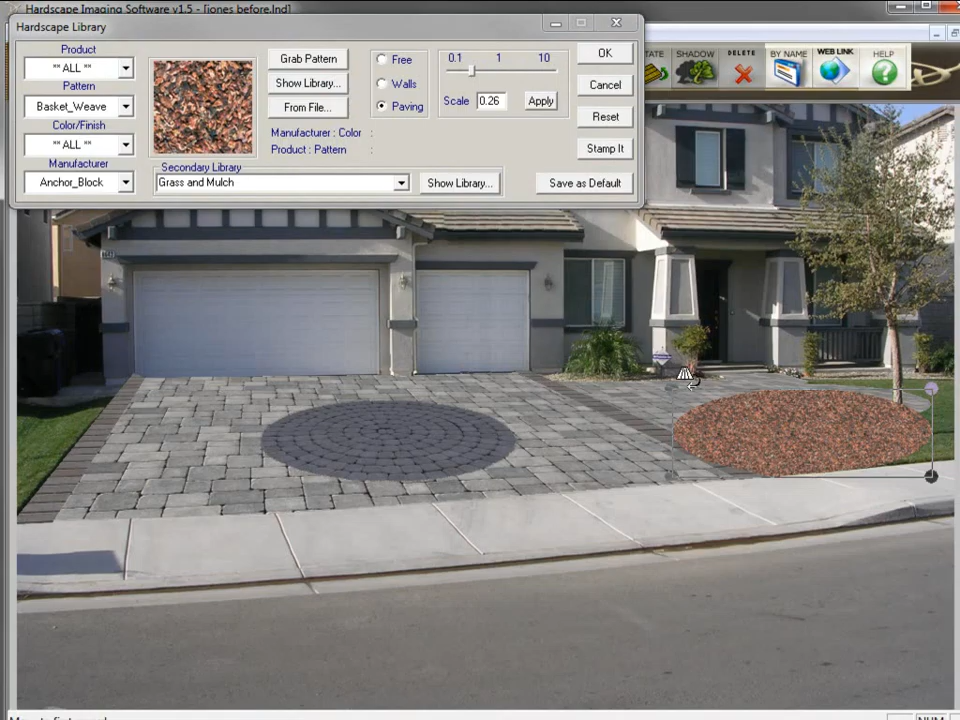 Hardscape Imaging Software v1.5 - [jones before.lnd]
Hardscape Library
Product
** ALL **
Pattern
Basket_Weave
Color/Finish
** ALL **
Manufacturer
Anchor_Block
Grab Pattern
Show Library...
From File...
Manufacturer : Color :
Product : Pattern :
Secondary Library
Grass and Mulch
Show Library...
Free
Walls
Paving
0.1 1 10
Scale 0.26 Apply
OK
Cancel
Reset
Stamp It
Save as Default
SHADOW
DELETE
BY NAME
WEB LINK
HELP
NUM